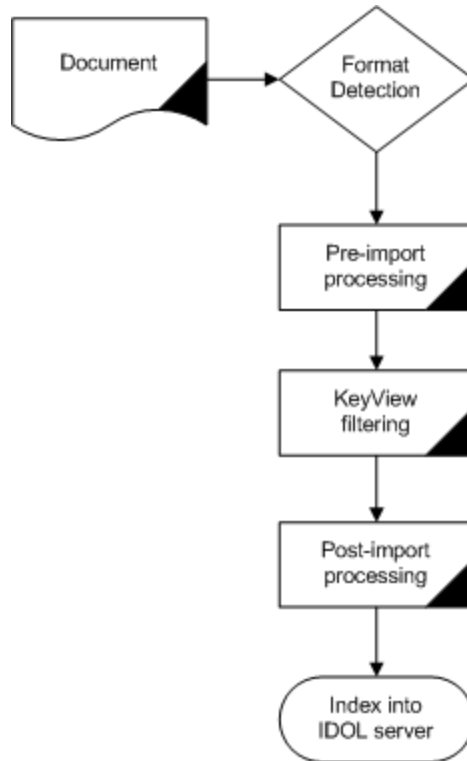 Document
Format
Detection
Pre-import
processing
KeyView
filtering
Post-import
processing
Index into
IDOL server